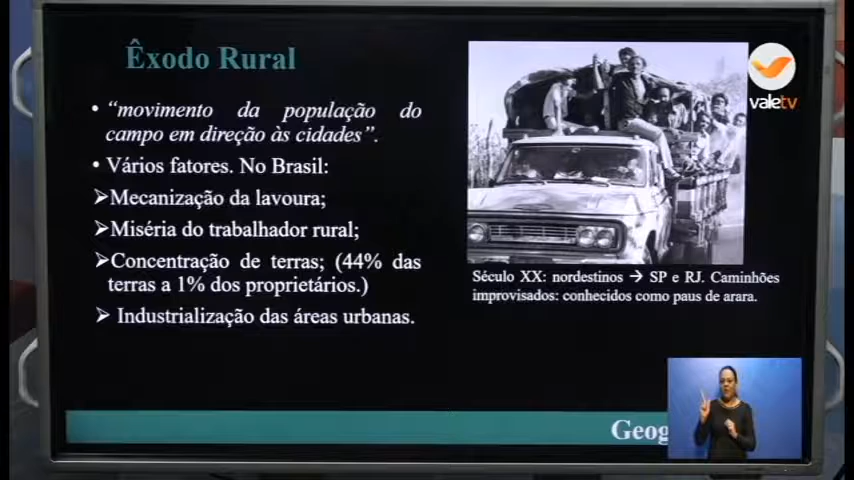 Êxodo Rural
• “movimento da população do
campo em direção às cidades”.
• Vários fatores. No Brasil:
➢Mecanização da lavoura;
➢Miséria do trabalhador rural;
➢Concentração de terras; (44% das
terras a 1% dos proprietários.)
➢ Industrialização das áreas urbanas.
valetv
Século XX: nordestinos → SP e RJ. Caminhões
improvisados: conhecidos como paus de arara.
Geog